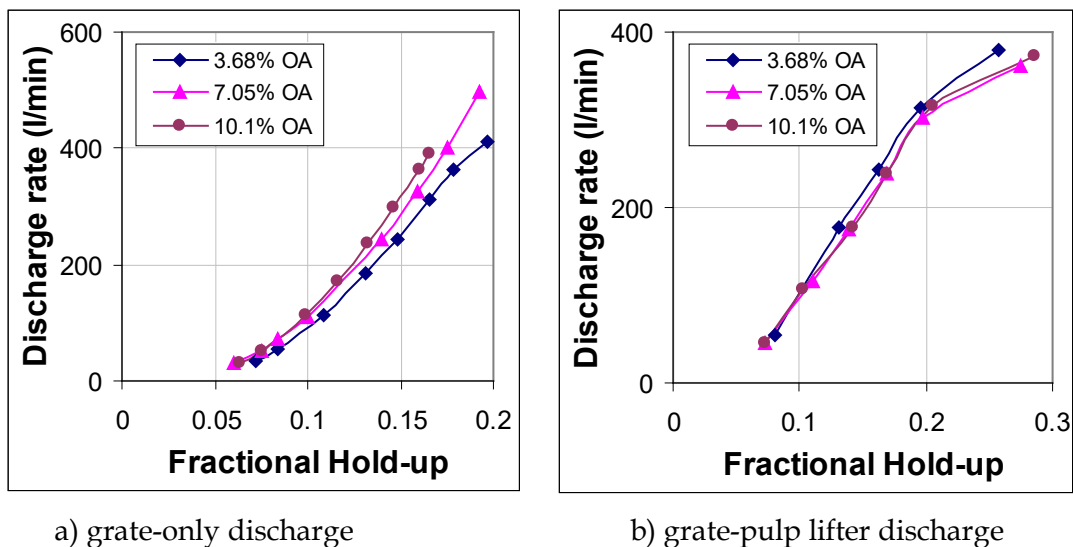 600
400
200
0
Discharge rate (l/min)
3.68% OA
7.05% OA
10.1% OA
0 0.05 0.1 0.15 0.2
Fractional Hold-up
a) grate-only discharge
400
200
0
Discharge rate (l/min)
3.68% OA
7.05% OA
10.1% OA
0 0.1 0.2 0.3
Fractional Hold-up
b) grate-pulp lifter discharge